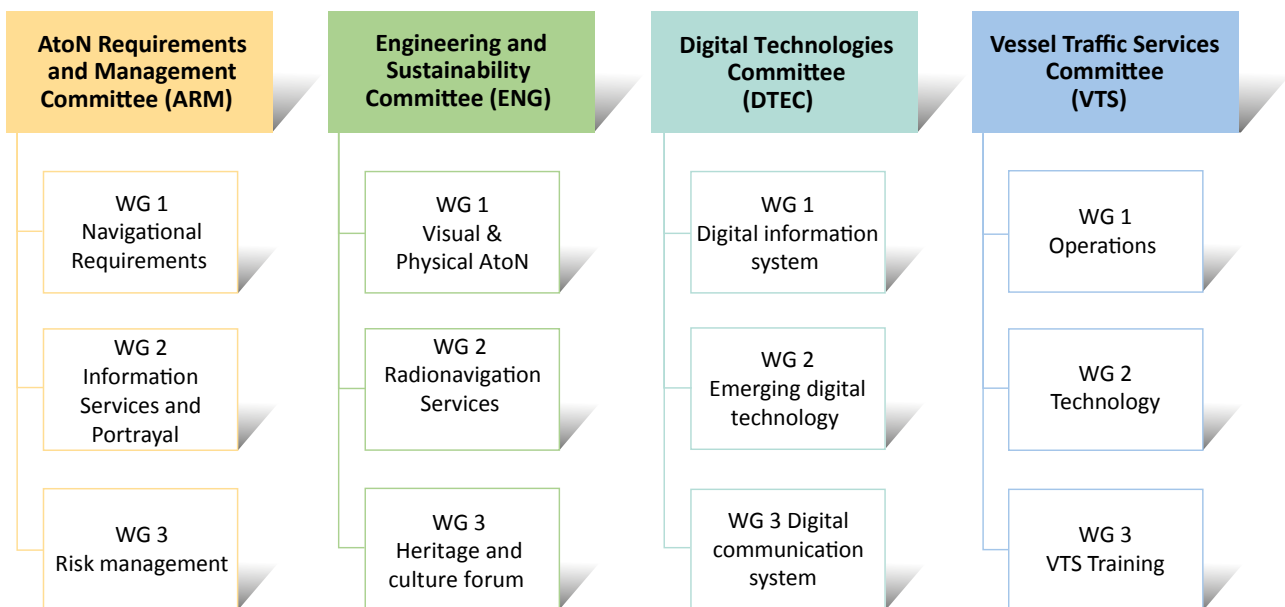 AtoN Requirements
and Management
Committee (ARM)
WG 1
Navigational
Requirements
WG 2
Information
Services and
Portrayal
WG 3
Risk management
Engineering and
Sustainability
Committee (ENG)
WG 1
Visual &
Physical AtoN
WG 2
Radionavigation
Services
WG 3
Heritage and
culture forum
Digital Technologies
Committee
(DTEC)
WG 1
Digital information
system
WG 2
Emerging digital
technology
WG 3 Digital
communication
system
Vessel Traffic Services
Committee
(VTS)
WG 1
Operations
WG 2
Technology
WG 3
VTS Training